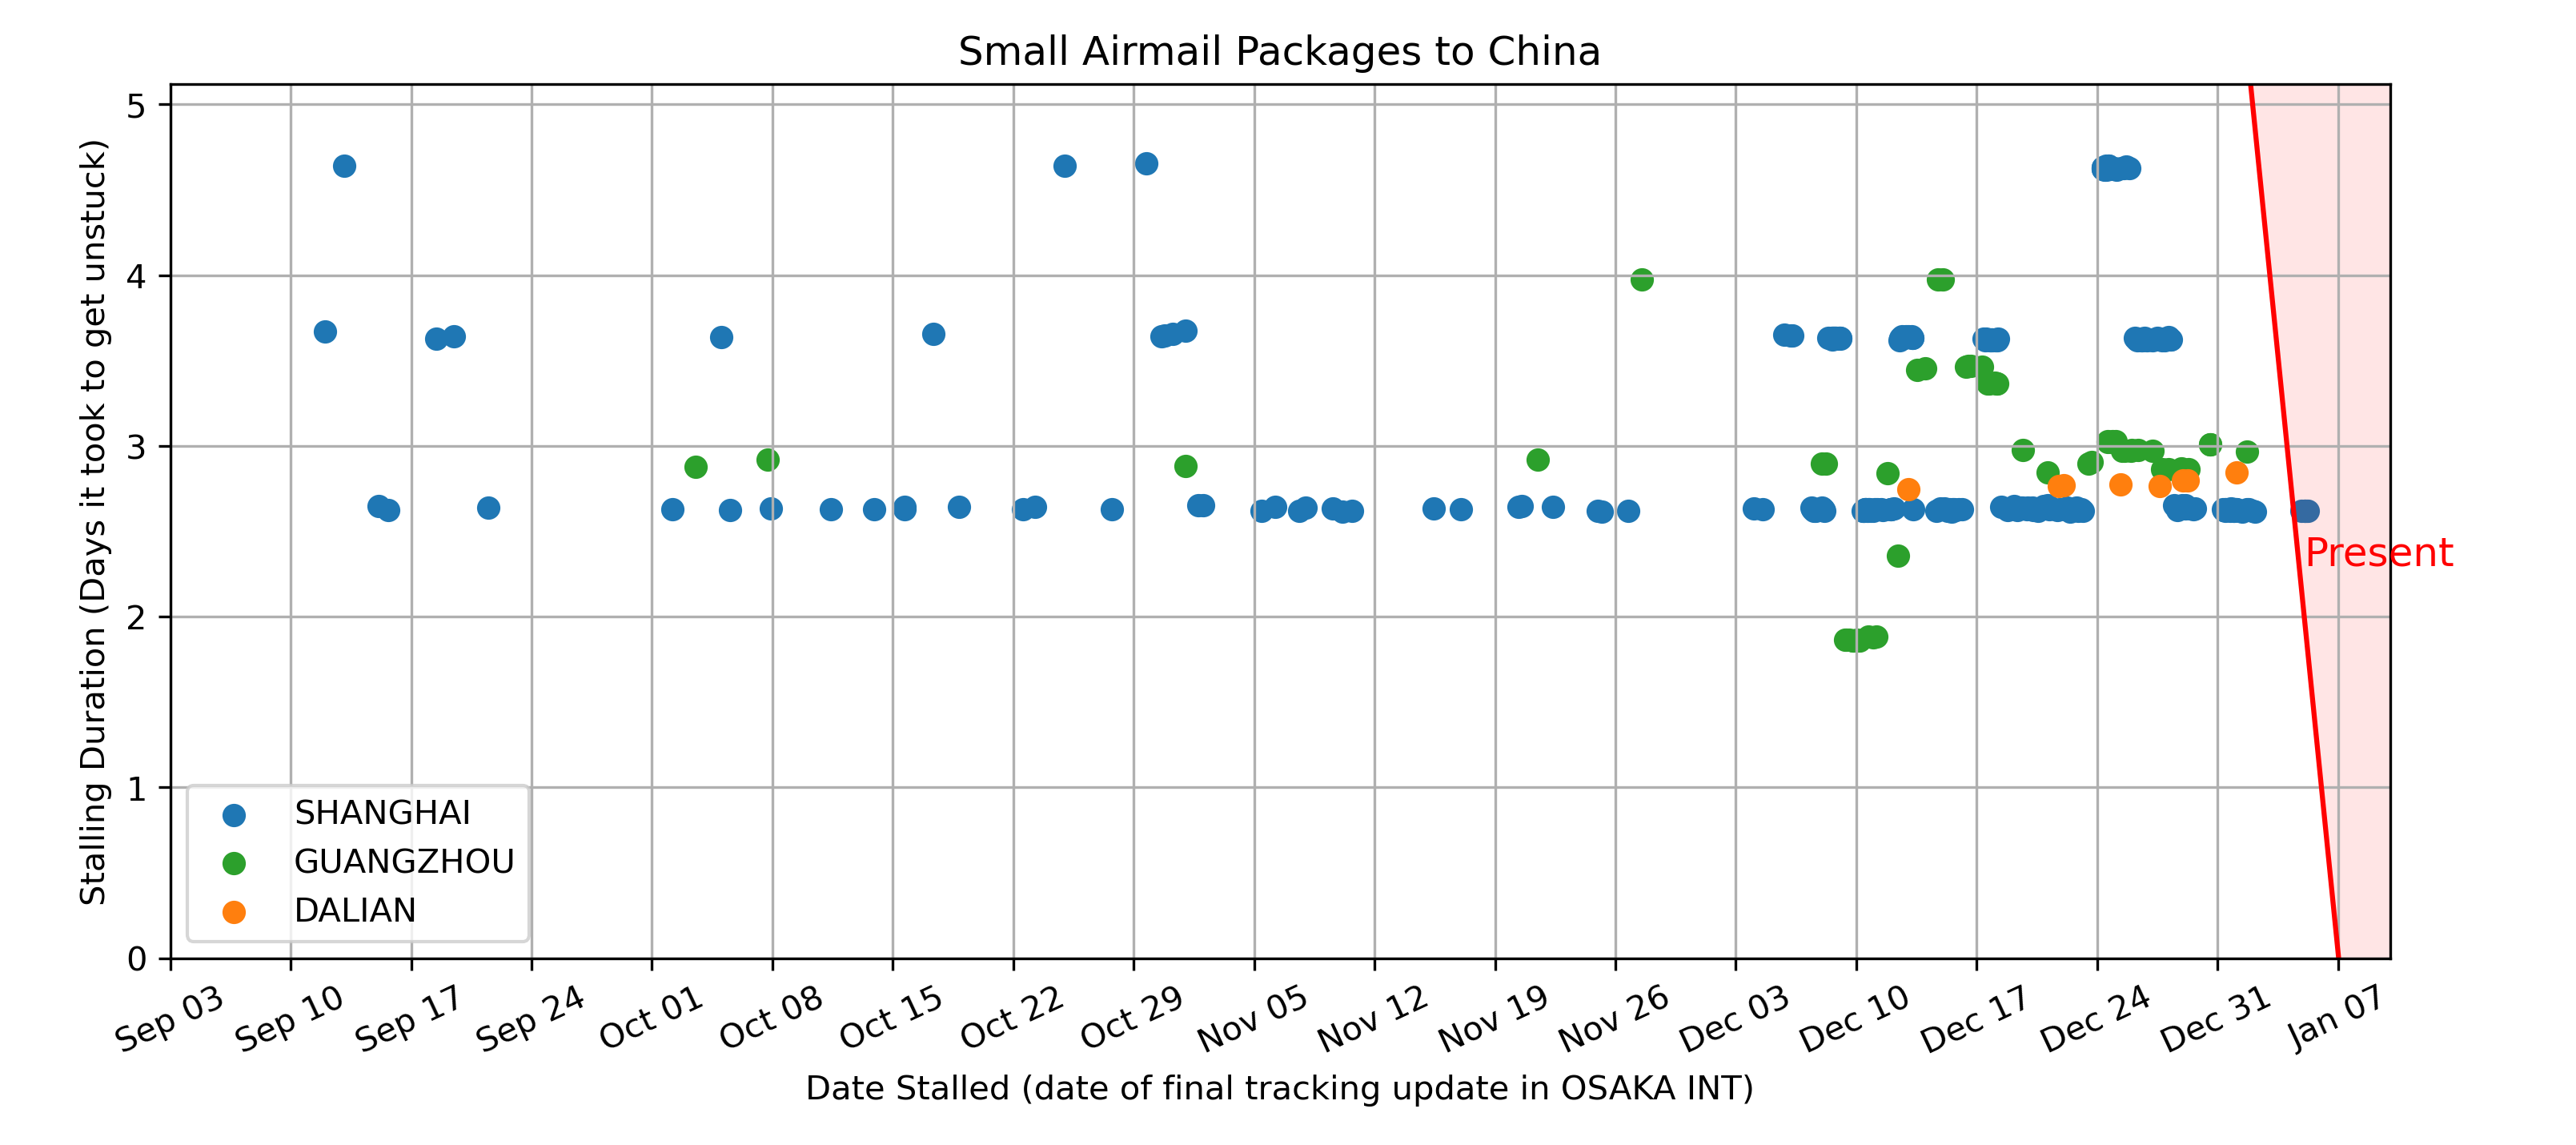 Small Airmail Packages to China
Stalling Duration (Days it took to get unstuck)
5
4
3
2
1
0
Present
SHANGHAI
GUANGZHOU
DALIAN
Sep 03
Sep 10
Sep 17
Sep 24
Oct 01
Oct 08
Oct 15
Oct 22
Oct 29
Nov 05
Nov 12
Nov 19
Nov 26
Dec 03
Dec 10
Dec 17
Dec 24
Dec 31
Jan 07
Date Stalled (date of final tracking update in OSAKA INT)